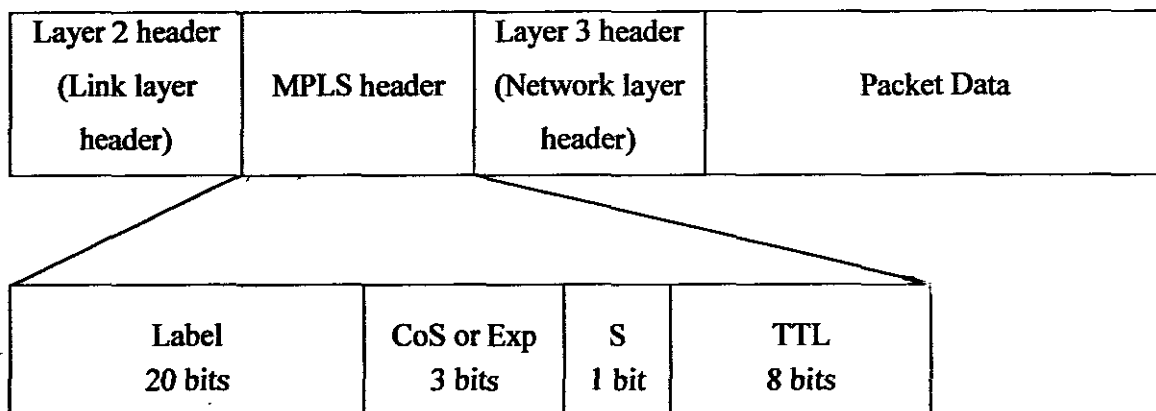 Layer 2 header
(Link layer
header)
MPLS header
Layer 3 header
(Network layer
header)
Packet Data
Label
20 bits
CoS or Exp
3 bits
S
1 bit
TTL
8 bits